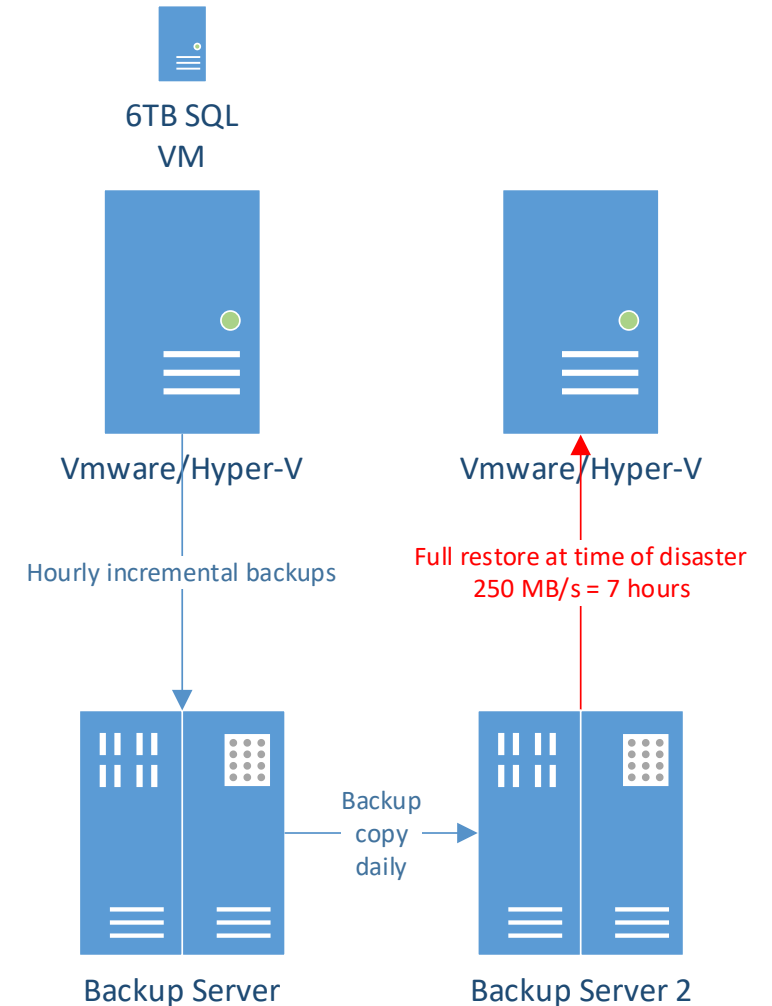 6TB SQL
VM
Vmware/Hyper-V
Vmware/Hyper-V
Hourly incremental backups
Full restore at time of disaster
250 MB/s = 7 hours
Backup
copy
daily
Backup Server
Backup Server 2